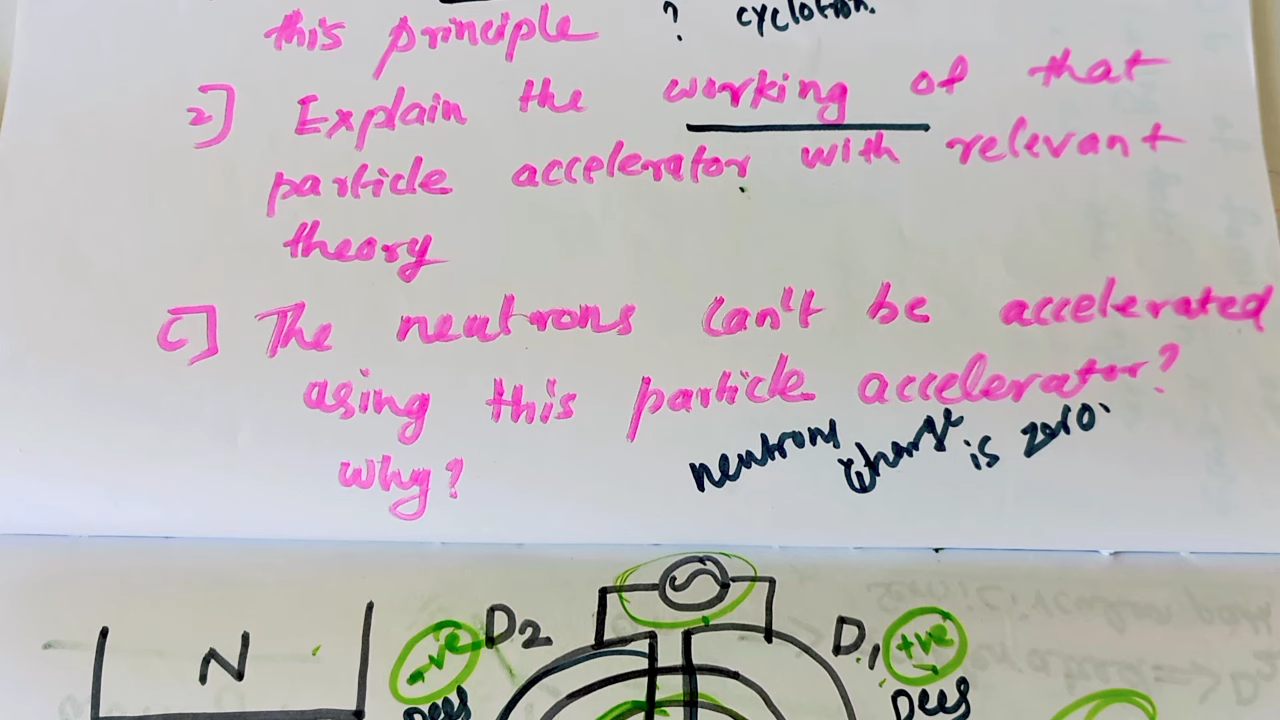 this principle ? cyclotron.
2] Explain the working of that
particle accelerator with relevant
theory
C] The neutrons can't be accelerated
using this particle accelerator?
why? neutrons charge is zero.
N -ve D2 D1 +ve
Dees Dees